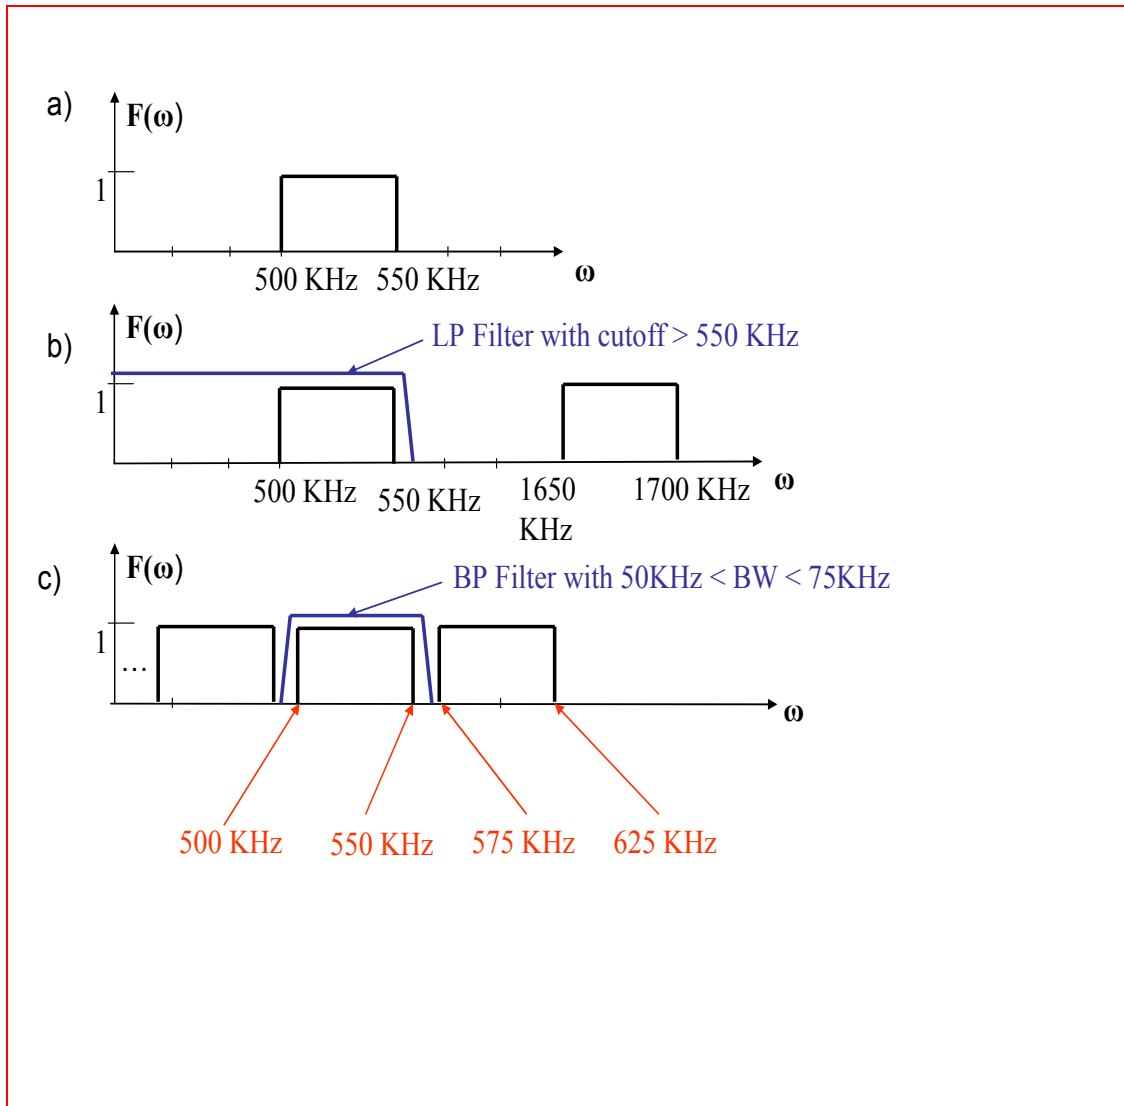 a)
F(ω)
1
500 KHz 550 KHz ω
b)
F(ω)
LP Filter with cutoff > 550 KHz
1
500 KHz 550 KHz 1650 KHz 1700 KHz ω
c)
F(ω)
BP Filter with 50KHz < BW < 75KHz
1
...
ω
500 KHz 550 KHz 575 KHz 625 KHz